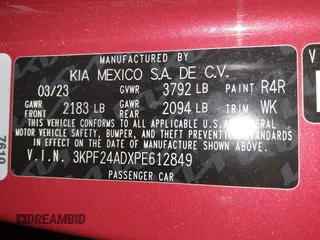 MANUFACTURED BY
KIA MEXICO S.A. DE C.V.
03/23 GVWR 3792 LB PAINT R4R
GAWR FRONT 2183 LB GAWR REAR 2094 LB TRIM WK
THIS VEHICLE CONFORMS TO ALL APPLICABLE U.S. FEDERAL
MOTOR VEHICLE SAFETY, BUMPER, AND THEFT PREVENTION STANDARDS
IN EFFECT ON THE DATE OF MANUFACTURE SHOWN ABOVE.
V.I.N. 3KPF24ADXPE612849
PASSENGER CAR
7610
DREAMBID